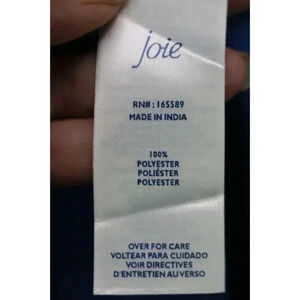 joie
RN#: 165589
MADE IN INDIA
100%
POLYESTER
POLIÉSTER
POLYESTER
OVER FOR CARE
VOLTEAR PARA CUIDADO
VOIR DIRECTIVES
D'ENTRETIEN AU VERSO